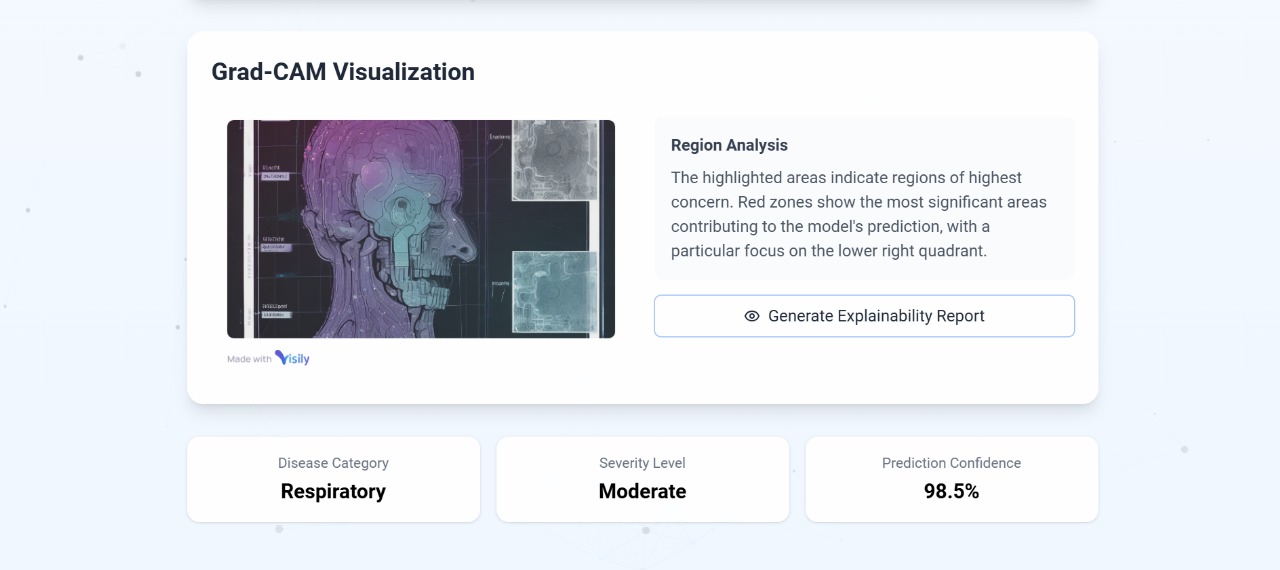 Grad-CAM Visualization
Region Analysis
The highlighted areas indicate regions of highest
concern. Red zones show the most significant areas
contributing to the model's prediction, with a
particular focus on the lower right quadrant.
Generate Explainability Report
Made with Visily
Disease Category
Respiratory
Severity Level
Moderate
Prediction Confidence
98.5%